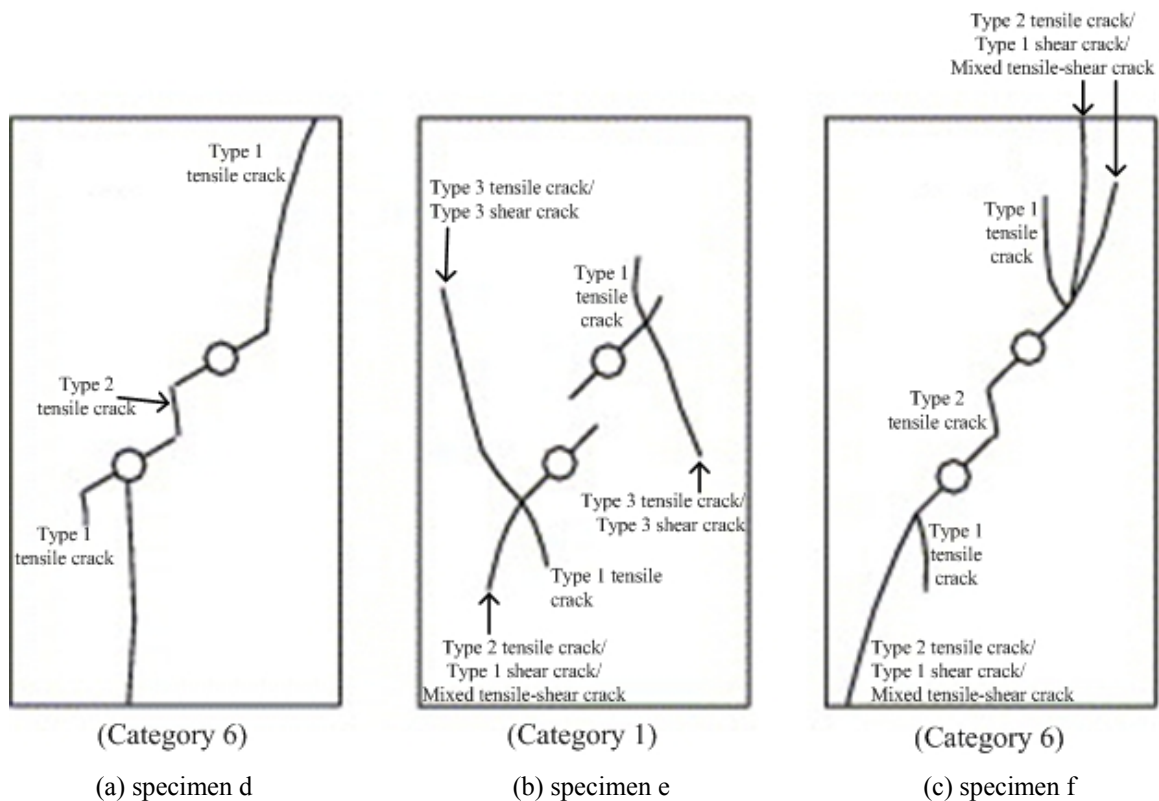 Type 1
tensile crack
Type 2
tensile crack
Type 1
tensile crack
(Category 6)
(a) specimen d
Type 3 tensile crack/
Type 3 shear crack
Type 1
tensile
crack
Type 3 tensile crack/
Type 3 shear crack
Type 1 tensile
crack
Type 2 tensile crack/
Type 1 shear crack/
Mixed tensile-shear crack
(Category 1)
(b) specimen e
Type 2 tensile crack/
Type 1 shear crack/
Mixed tensile-shear crack
Type 1
tensile
crack
Type 2
tensile crack
Type 1
tensile
crack
Type 2 tensile crack/
Type 1 shear crack/
Mixed tensile-shear crack
(Category 6)
(c) specimen f